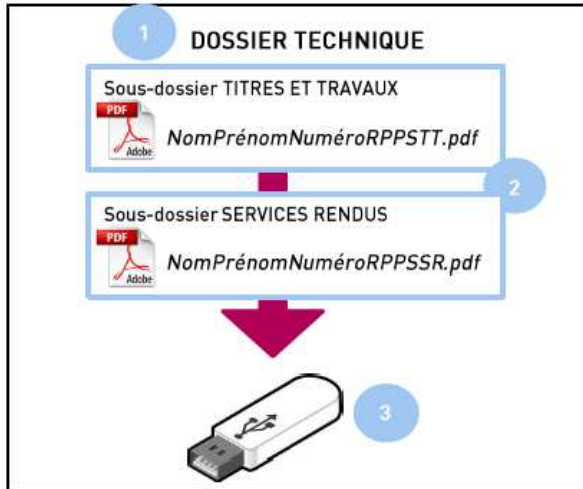 1
DOSSIER TECHNIQUE
Sous-dossier TITRES ET TRAVAUX
PDF
Adobe
NomPrénomNuméroRPPSTT.pdf
2
Sous-dossier SERVICES RENDUS
PDF
Adobe
NomPrénomNuméroRPPSSR.pdf
3